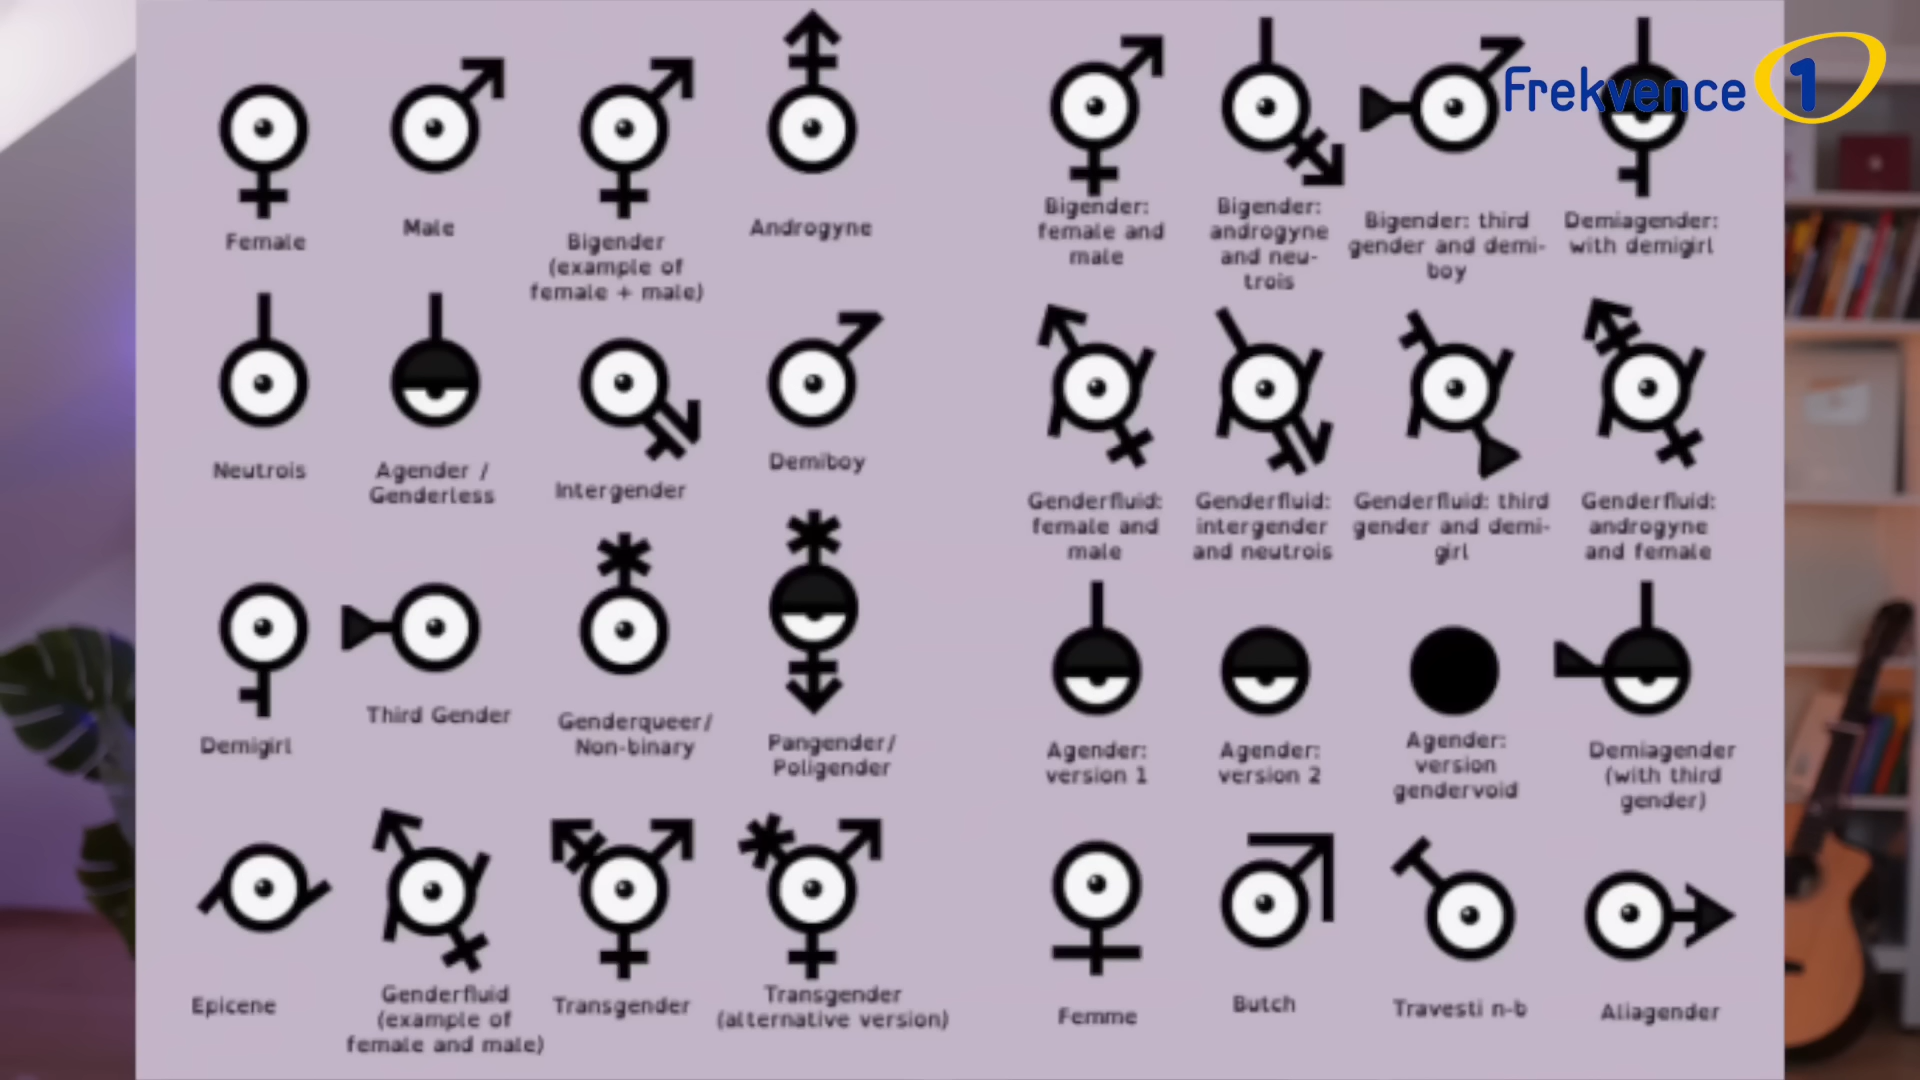 Frekvence 1
Female
Male
Bigender
(example of
female + male)
Androgyne
Bigender:
female and
male
Bigender:
androgyne
and neu-
trois
Bigender: third
gender and demi-
boy
Demiagender:
with demigirl
Neutrois
Agender /
Genderless
Intergender
Demiboy
Genderfluid:
female and
male
Genderfluid:
intergender
and neutrois
Genderfluid: third
gender and demi-
girl
Genderfluid:
androgyne
and female
Demigirl
Third Gender
Genderqueer/
Non-binary
Pangender/
Poligender
Agender:
version 1
Agender:
version 2
Agender:
version
gendervoid
Demiagender
(with third
gender)
Epicene
Genderfluid
(example of
female and male)
Transgender
Transgender
(alternative version)
Femme
Butch
Travesti n-b
Aliagender